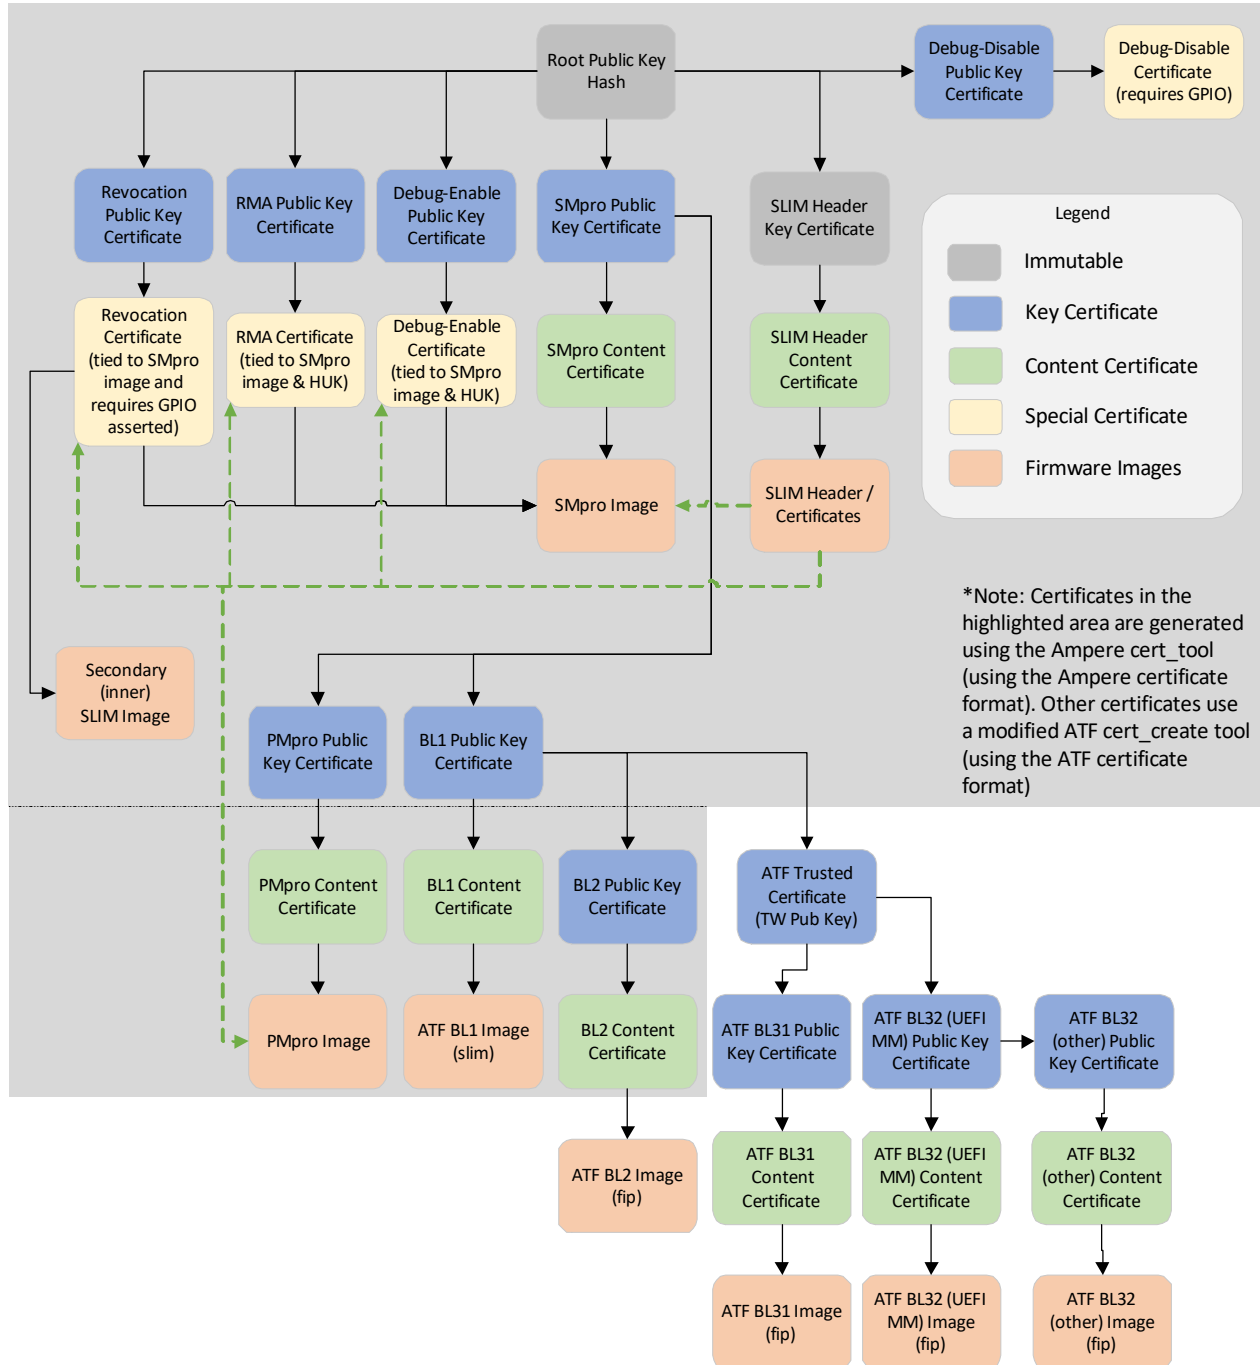 Root Public Key
Hash
Debug-Disable
Public Key
Certificate
Debug-Disable
Certificate
(requires GPIO)
Revocation
Public Key
Certificate
RMA Public Key
Certificate
Debug-Enable
Public Key
Certificate
SMpro Public
Key Certificate
SLIM Header
Key Certificate
Legend
Immutable
Key Certificate
Content Certificate
Special Certificate
Firmware Images
Revocation
Certificate
(tied to SMpro
image and
requires GPIO
asserted)
RMA Certificate
(tied to SMpro
image & HUK)
Debug-Enable
Certificate
(tied to SMpro
image & HUK)
SMpro Content
Certificate
SLIM Header
Content
Certificate
SMpro Image
SLIM Header /
Certificates
*Note: Certificates in the
highlighted area are generated
using the Ampere cert_tool
(using the Ampere certificate
format). Other certificates use
a modified ATF cert_create tool
(using the ATF certificate
format)
Secondary
(inner)
SLIM Image
PMpro Public
Key Certificate
BL1 Public Key
Certificate
PMpro Content
Certificate
BL1 Content
Certificate
BL2 Public Key
Certificate
ATF Trusted
Certificate
(TW Pub Key)
PMpro Image
ATF BL1 Image
(slim)
BL2 Content
Certificate
ATF BL31 Public
Key Certificate
ATF BL32 (UEFI
MM) Public Key
Certificate
ATF BL32
(other) Public
Key Certificate
ATF BL2 Image
(fip)
ATF BL31
Content
Certificate
ATF BL32 (UEFI
MM) Content
Certificate
ATF BL32
(other) Content
Certificate
ATF BL31 Image
(fip)
ATF BL32 (UEFI
MM) Image
(fip)
ATF BL32
(other) Image
(fip)